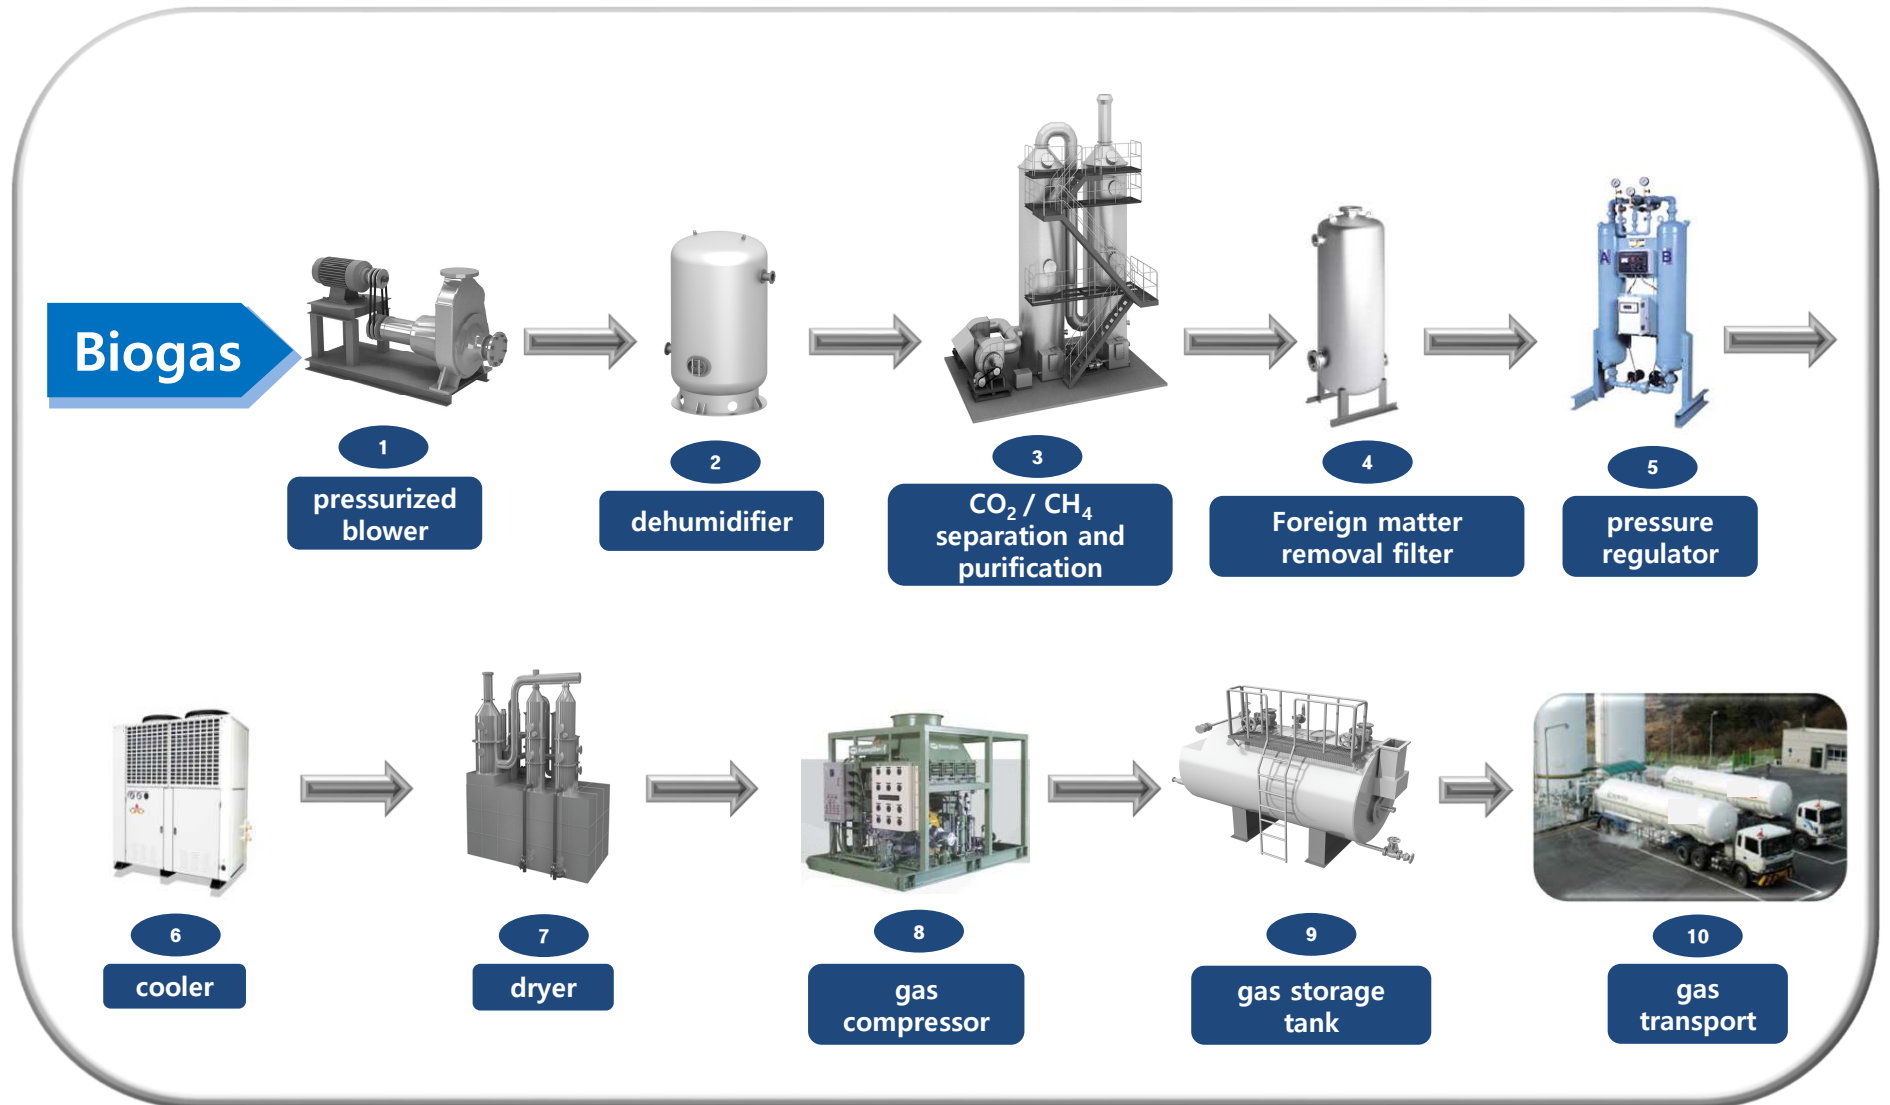 Biogas
A B
1
pressurized
blower
2
dehumidifier
3
CO₂ / CH₄
separation and
purification
4
Foreign matter
removal filter
5
pressure
regulator
6
cooler
7
dryer
8
gas
compressor
9
gas storage
tank
10
gas
transport